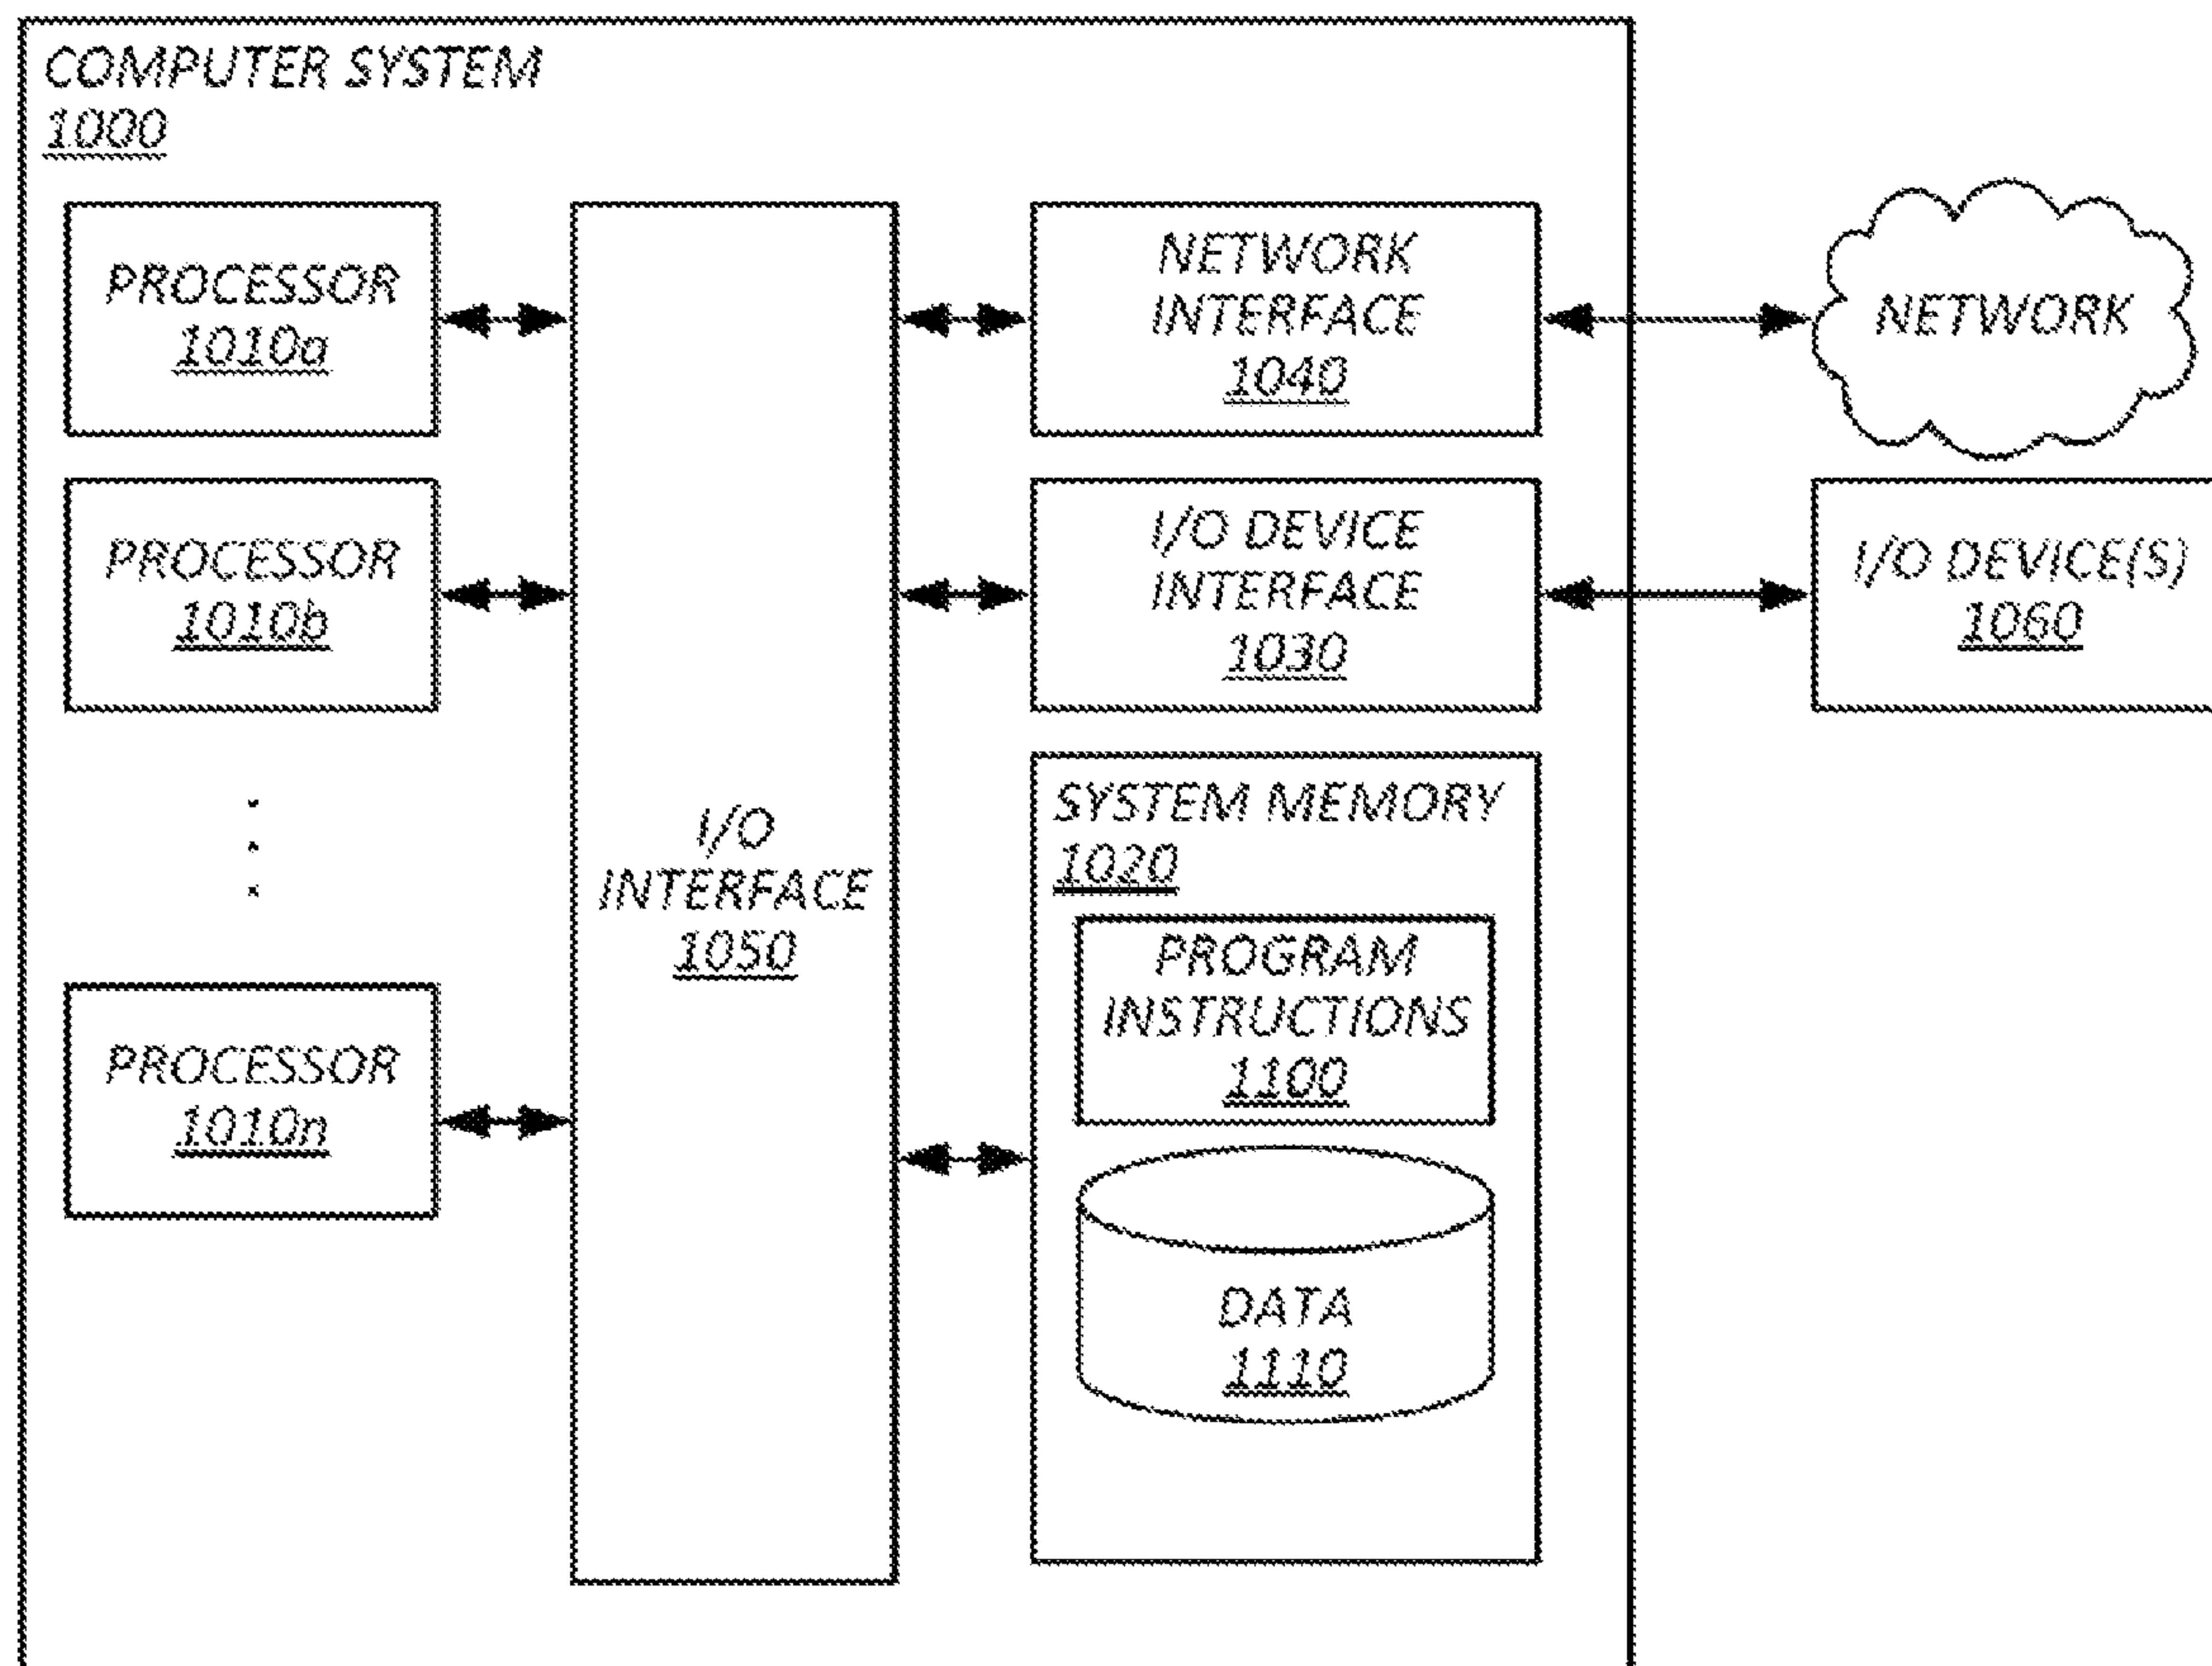 COMPUTER SYSTEM
1000
PROCESSOR
1010a
PROCESSOR
1010b
PROCESSOR
1010n
I/O
INTERFACE
1050
NETWORK
INTERFACE
1040
I/O DEVICE
INTERFACE
1030
SYSTEM MEMORY
1020
PROGRAM
INSTRUCTIONS
1100
DATA
1110
NETWORK
I/O DEVICE(S)
1060